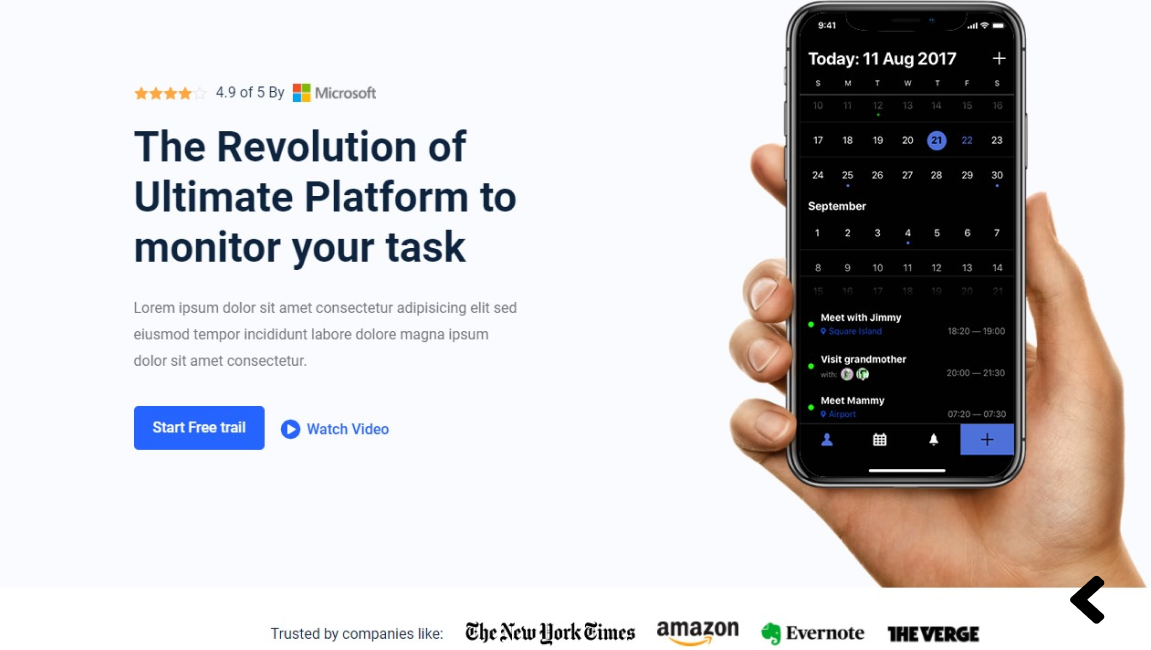 4.9 of 5 By Microsoft
The Revolution of
Ultimate Platform to
monitor your task
Lorem ipsum dolor sit amet consectetur adipisicing elit sed
eiusmod tempor incididunt labore dolore magna ipsum
dolor sit amet consectetur.
Start Free trail
Watch Video
9:41
Today: 11 Aug 2017
S M T W T F S
10 11 12 13 14 15 16
17 18 19 20 21 22 23
24 25 26 27 28 29 30
September
1 2 3 4 5 6 7
8 9 10 11 12 13 14
15 16 17 18 19 20 21
Meet with Jimmy
Square Island 18:20 — 19:00
Visit grandmother
with: 20:00 — 21:30
Meet Mammy
Airport 07:20 — 07:30
Trusted by companies like: The New York Times amazon Evernote THE VERGE